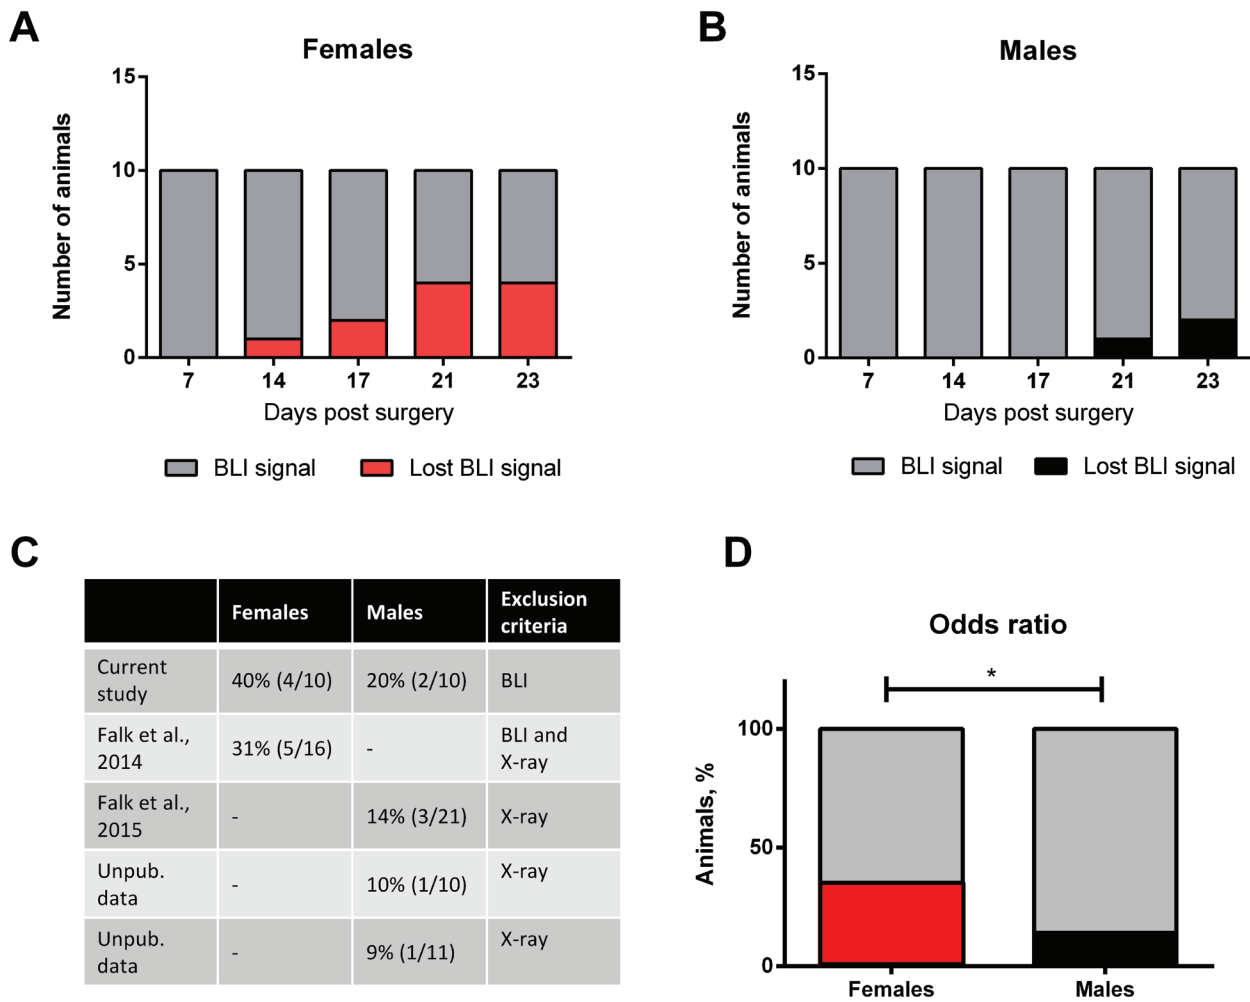 A
Females
15
10
5
0
Number of animals
7 14 17 21 23
Days post surgery
BLI signal Lost BLI signal
B
Males
15
10
5
0
Number of animals
7 14 17 21 23
Days post surgery
BLI signal Lost BLI signal
C
Females Males Exclusion
criteria
Current
study
40% (4/10) 20% (2/10) BLI
Falk et al.,
2014
31% (5/16) - BLI and
X-ray
Falk et al.,
2015
- 14% (3/21) X-ray
Unpub.
data
- 10% (1/10) X-ray
Unpub.
data
- 9% (1/11) X-ray
D
Odds ratio
*
100
50
0
Animals, %
Females Males